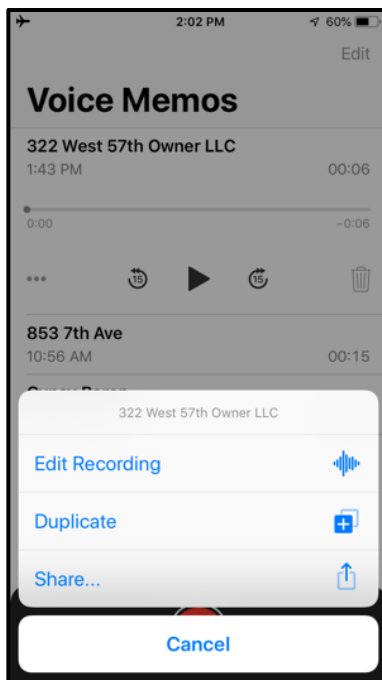 2:02 PM 60%
Edit
Voice Memos
322 West 57th Owner LLC
1:43 PM 00:06
0:00 −0:06
15 15
853 7th Ave
10:56 AM 00:15
322 West 57th Owner LLC
Edit Recording
Duplicate
Share...
Cancel